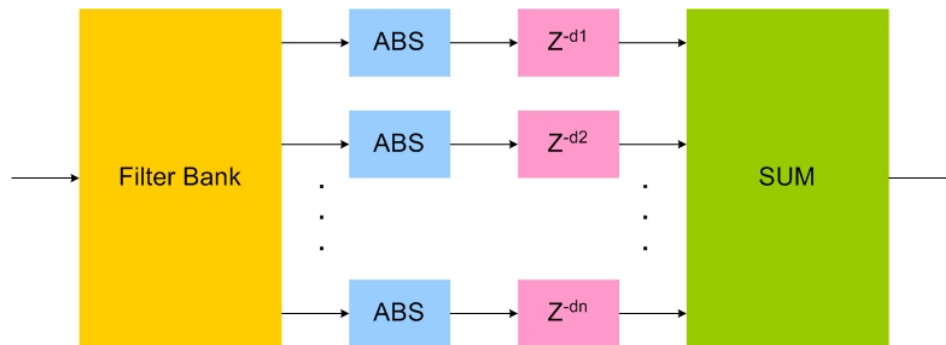 ABS
Z-d1
ABS
Z-d2
Filter Bank
SUM
ABS
Z-dn